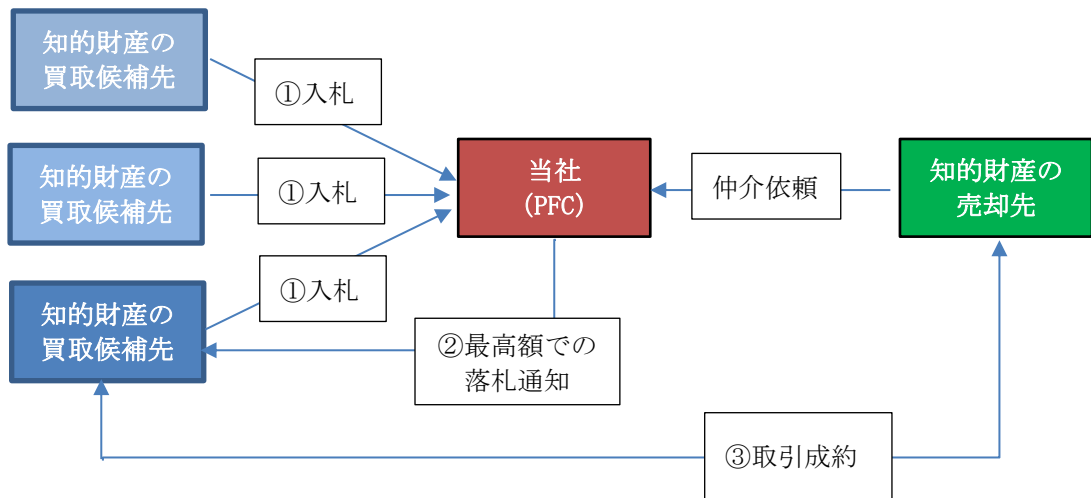 知的財産の
買取候補先
①入札
知的財産の
買取候補先
①入札
当社
(PFC)
仲介依頼
知的財産の
売却先
①入札
知的財産の
買取候補先
②最高額での
落札通知
③取引成約